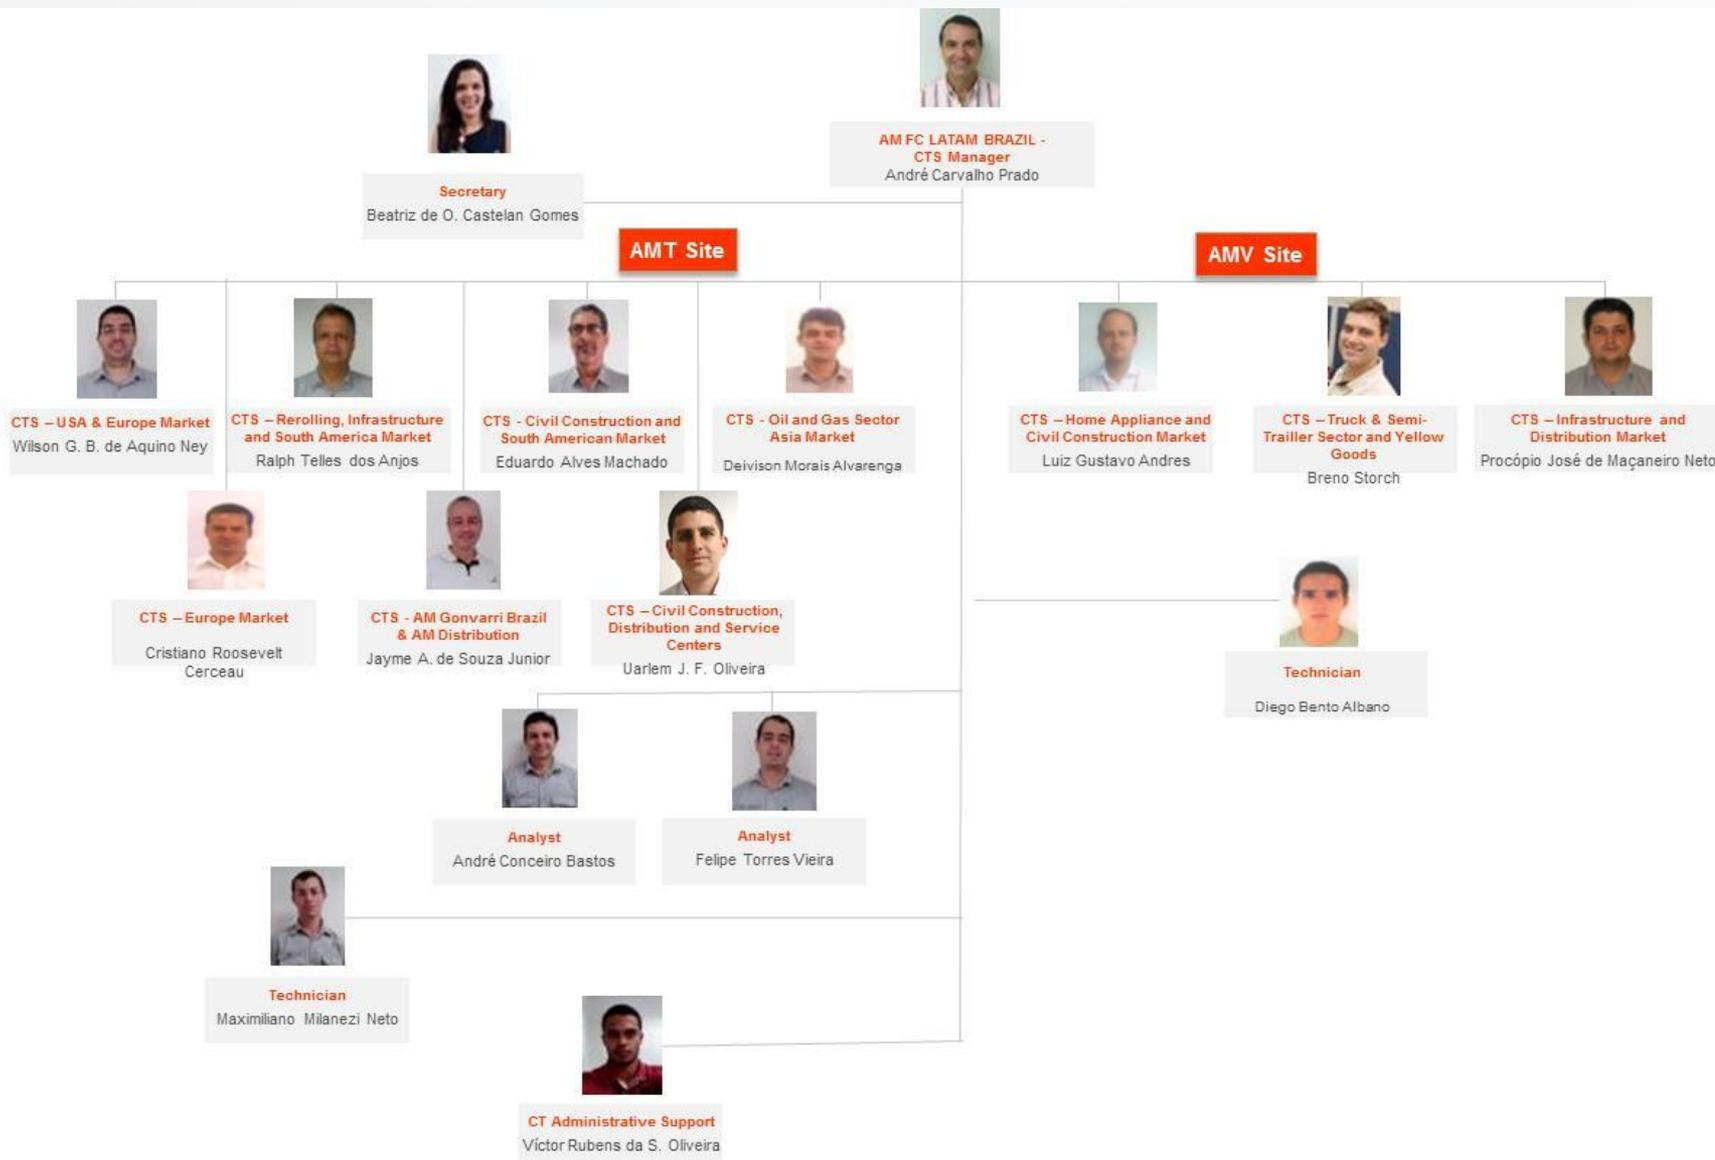 AM FC LATAM BRAZIL -
CTS Manager
André Carvalho Prado
Secretary
Beatriz de O. Castelan Gomes
AMT Site
AMV Site
CTS – USA & Europe Market
Wilson G. B. de Aquino Ney
CTS – Rerolling, Infrastructure
and South America Market
Ralph Telles dos Anjos
CTS - Civil Construction and
South American Market
Eduardo Alves Machado
CTS - Oil and Gas Sector
Asia Market
Deivison Morais Alvarenga
CTS – Home Appliance and
Civil Construction Market
Luiz Gustavo Andres
CTS – Truck & Semi-
Trailler Sector and Yellow
Goods
Breno Storch
CTS – Infrastructure and
Distribution Market
Procópio José de Maçaneiro Neto
CTS – Europe Market
Cristiano Roosevelt
Cerceau
CTS - AM Gonvarri Brazil
& AM Distribution
Jayme A. de Souza Junior
CTS – Civil Construction,
Distribution and Service
Centers
Uarlem J. F. Oliveira
Technician
Diego Bento Albano
Analyst
André Conceiro Bastos
Analyst
Felipe Torres Vieira
Technician
Maximiliano Milanezi Neto
CT Administrative Support
Víctor Rubens da S. Oliveira